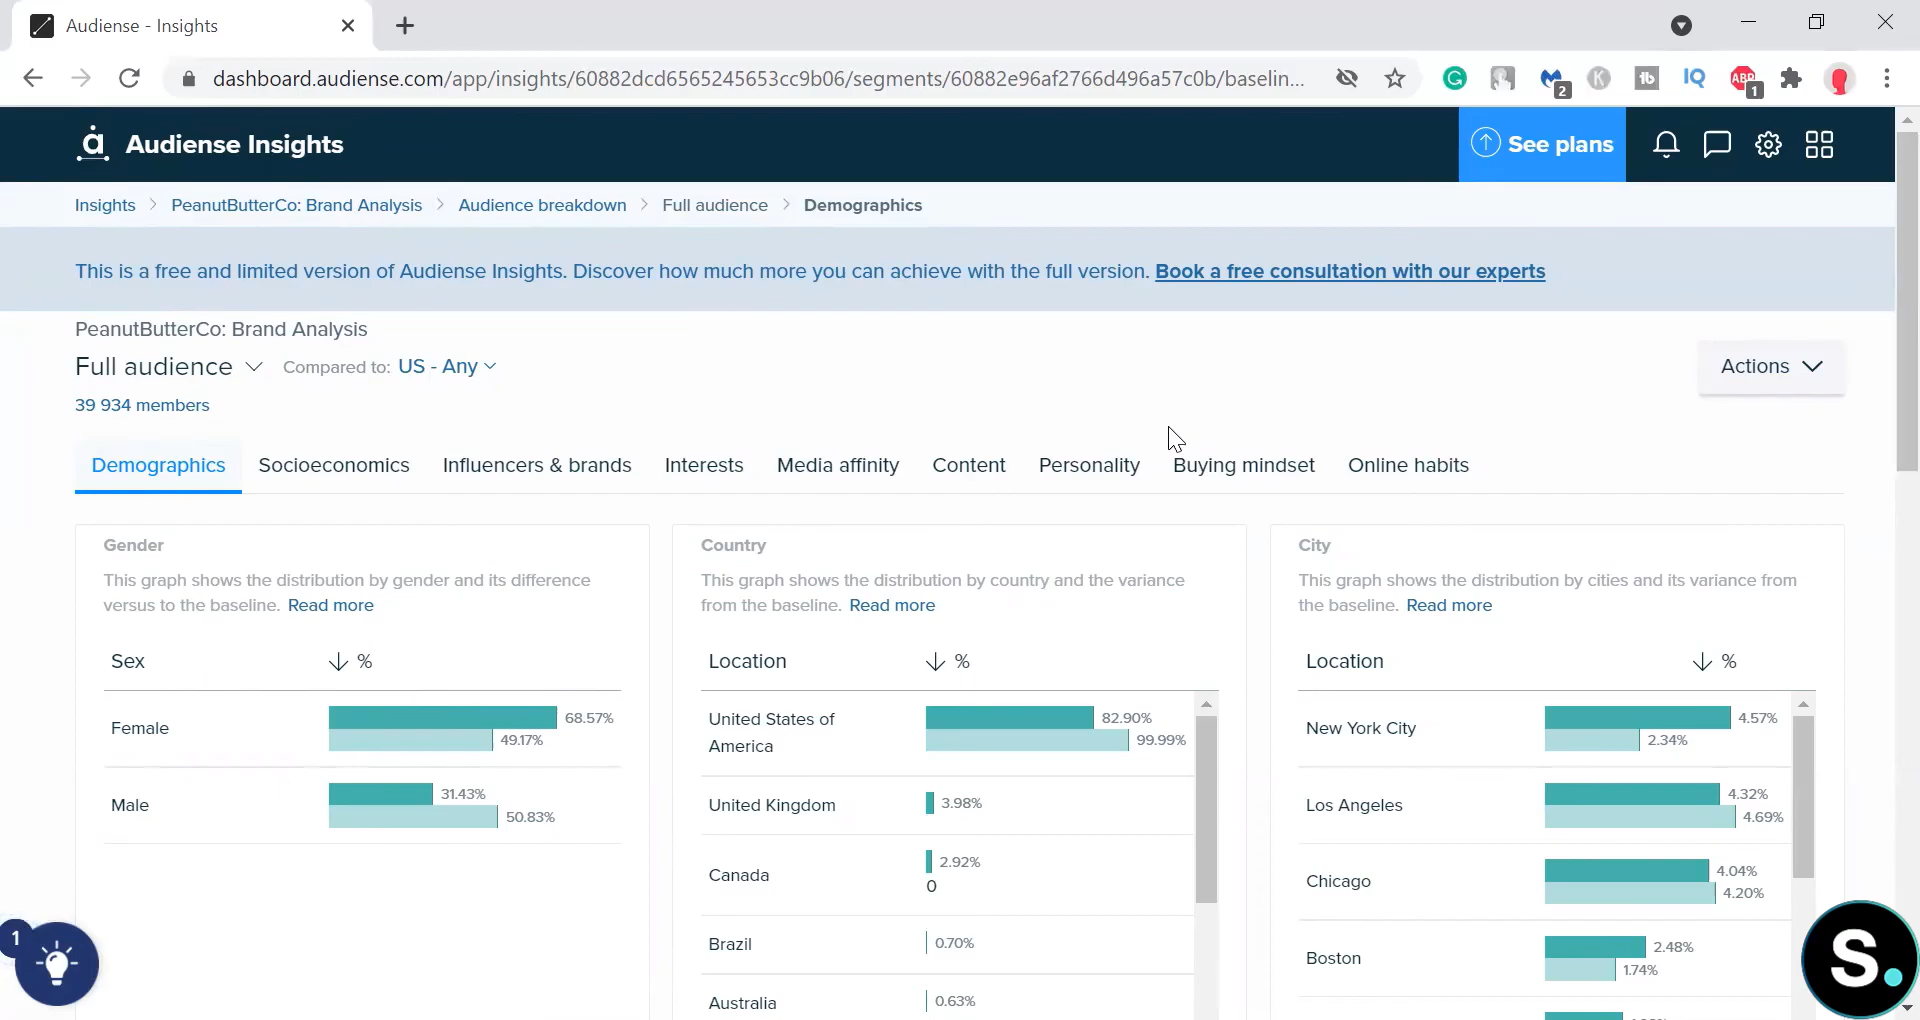 Audiense - Insights
dashboard.audiense.com/app/insights/60882dcd6565245653cc9b06/segments/60882e96af2766d496a57c0b/baselin...
2
K
tb
IQ
ABP
1
a Audiense Insights
See plans
Insights > PeanutButterCo: Brand Analysis > Audience breakdown > Full audience > Demographics
This is a free and limited version of Audiense Insights. Discover how much more you can achieve with the full version. Book a free consultation with our experts
PeanutButterCo: Brand Analysis
Full audience Compared to: US - Any
Actions
39 934 members
Demographics Socioeconomics Influencers & brands Interests Media affinity Content Personality Buying mindset Online habits
Gender
This graph shows the distribution by gender and its difference
versus to the baseline. Read more
Sex ↓ %
Female 68.57%
49.17%
Male 31.43%
50.83%
Country
This graph shows the distribution by country and the variance
from the baseline. Read more
Location ↓ %
United States of
America
82.90%
99.99%
United Kingdom 3.98%
Canada 2.92%
0
Brazil 0.70%
Australia 0.63%
City
This graph shows the distribution by cities and its variance from
the baseline. Read more
Location ↓ %
New York City 4.57%
2.34%
Los Angeles 4.32%
4.69%
Chicago 4.04%
4.20%
Boston 2.48%
1.74%
1
S.